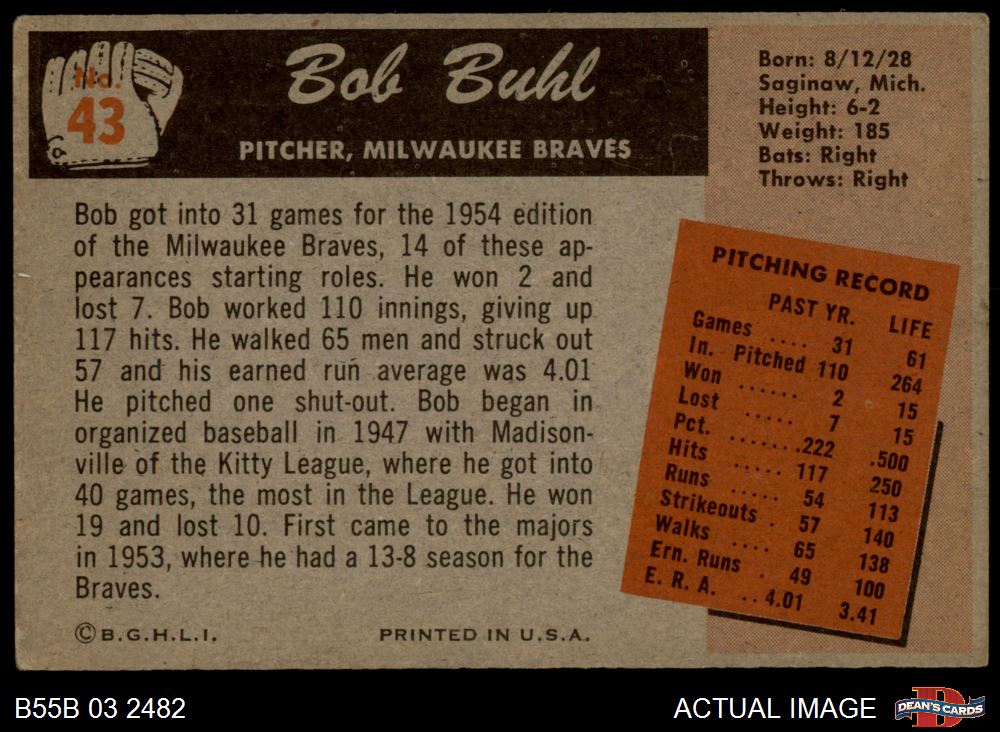 No.
43
Bob Buhl
PITCHER, MILWAUKEE BRAVES
Born: 8/12/28
Saginaw, Mich.
Height: 6-2
Weight: 185
Bats: Right
Throws: Right
Bob got into 31 games for the 1954 edition
of the Milwaukee Braves, 14 of these ap-
pearances starting roles. He won 2 and
lost 7. Bob worked 110 innings, giving up
117 hits. He walked 65 men and struck out
57 and his earned run average was 4.01
He pitched one shut-out. Bob began in
organized baseball in 1947 with Madison-
ville of the Kitty League, where he got into
40 games, the most in the League. He won
19 and lost 10. First came to the majors
in 1953, where he had a 13-8 season for the
Braves.
PITCHING RECORD
PAST YR. LIFE
Games .... 31 61
In. Pitched 110 264
Won ...... 2 15
Lost ..... 7 15
Pct. .......222 .500
Hits ..... 117 250
Runs ..... 54 113
Strikeouts . 57 140
Walks .... 65 138
Ern. Runs . 49 100
E. R. A. .. 4.01 3.41
© B.G.H.L.I. PRINTED IN U.S.A.
B55B 03 2482 ACTUAL IMAGE
D
DEAN'S CARDS